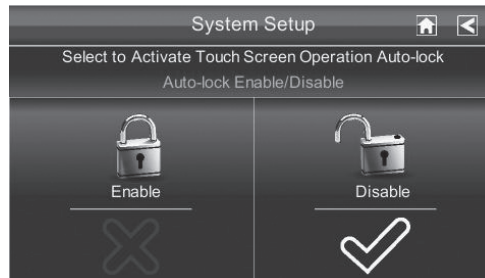 System Setup
Select to Activate Touch Screen Operation Auto-lock
Auto-lock Enable/Disable
Enable
Disable